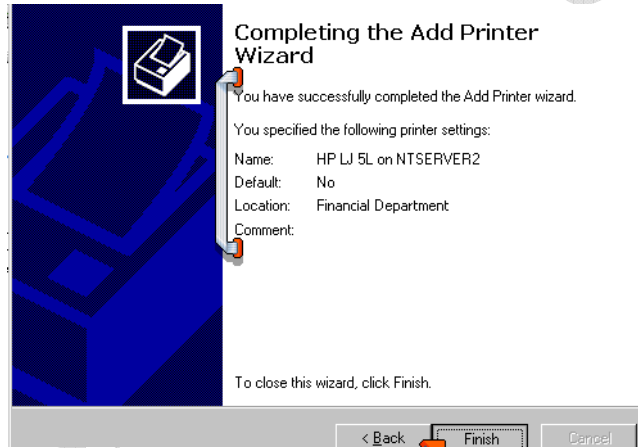 Completing the Add Printer
Wizard
You have successfully completed the Add Printer wizard.
You specified the following printer settings:
Name: HP LJ 5L on NTSERVER2
Default: No
Location: Financial Department
Comment:
To close this wizard, click Finish.
< Back Finish Cancel